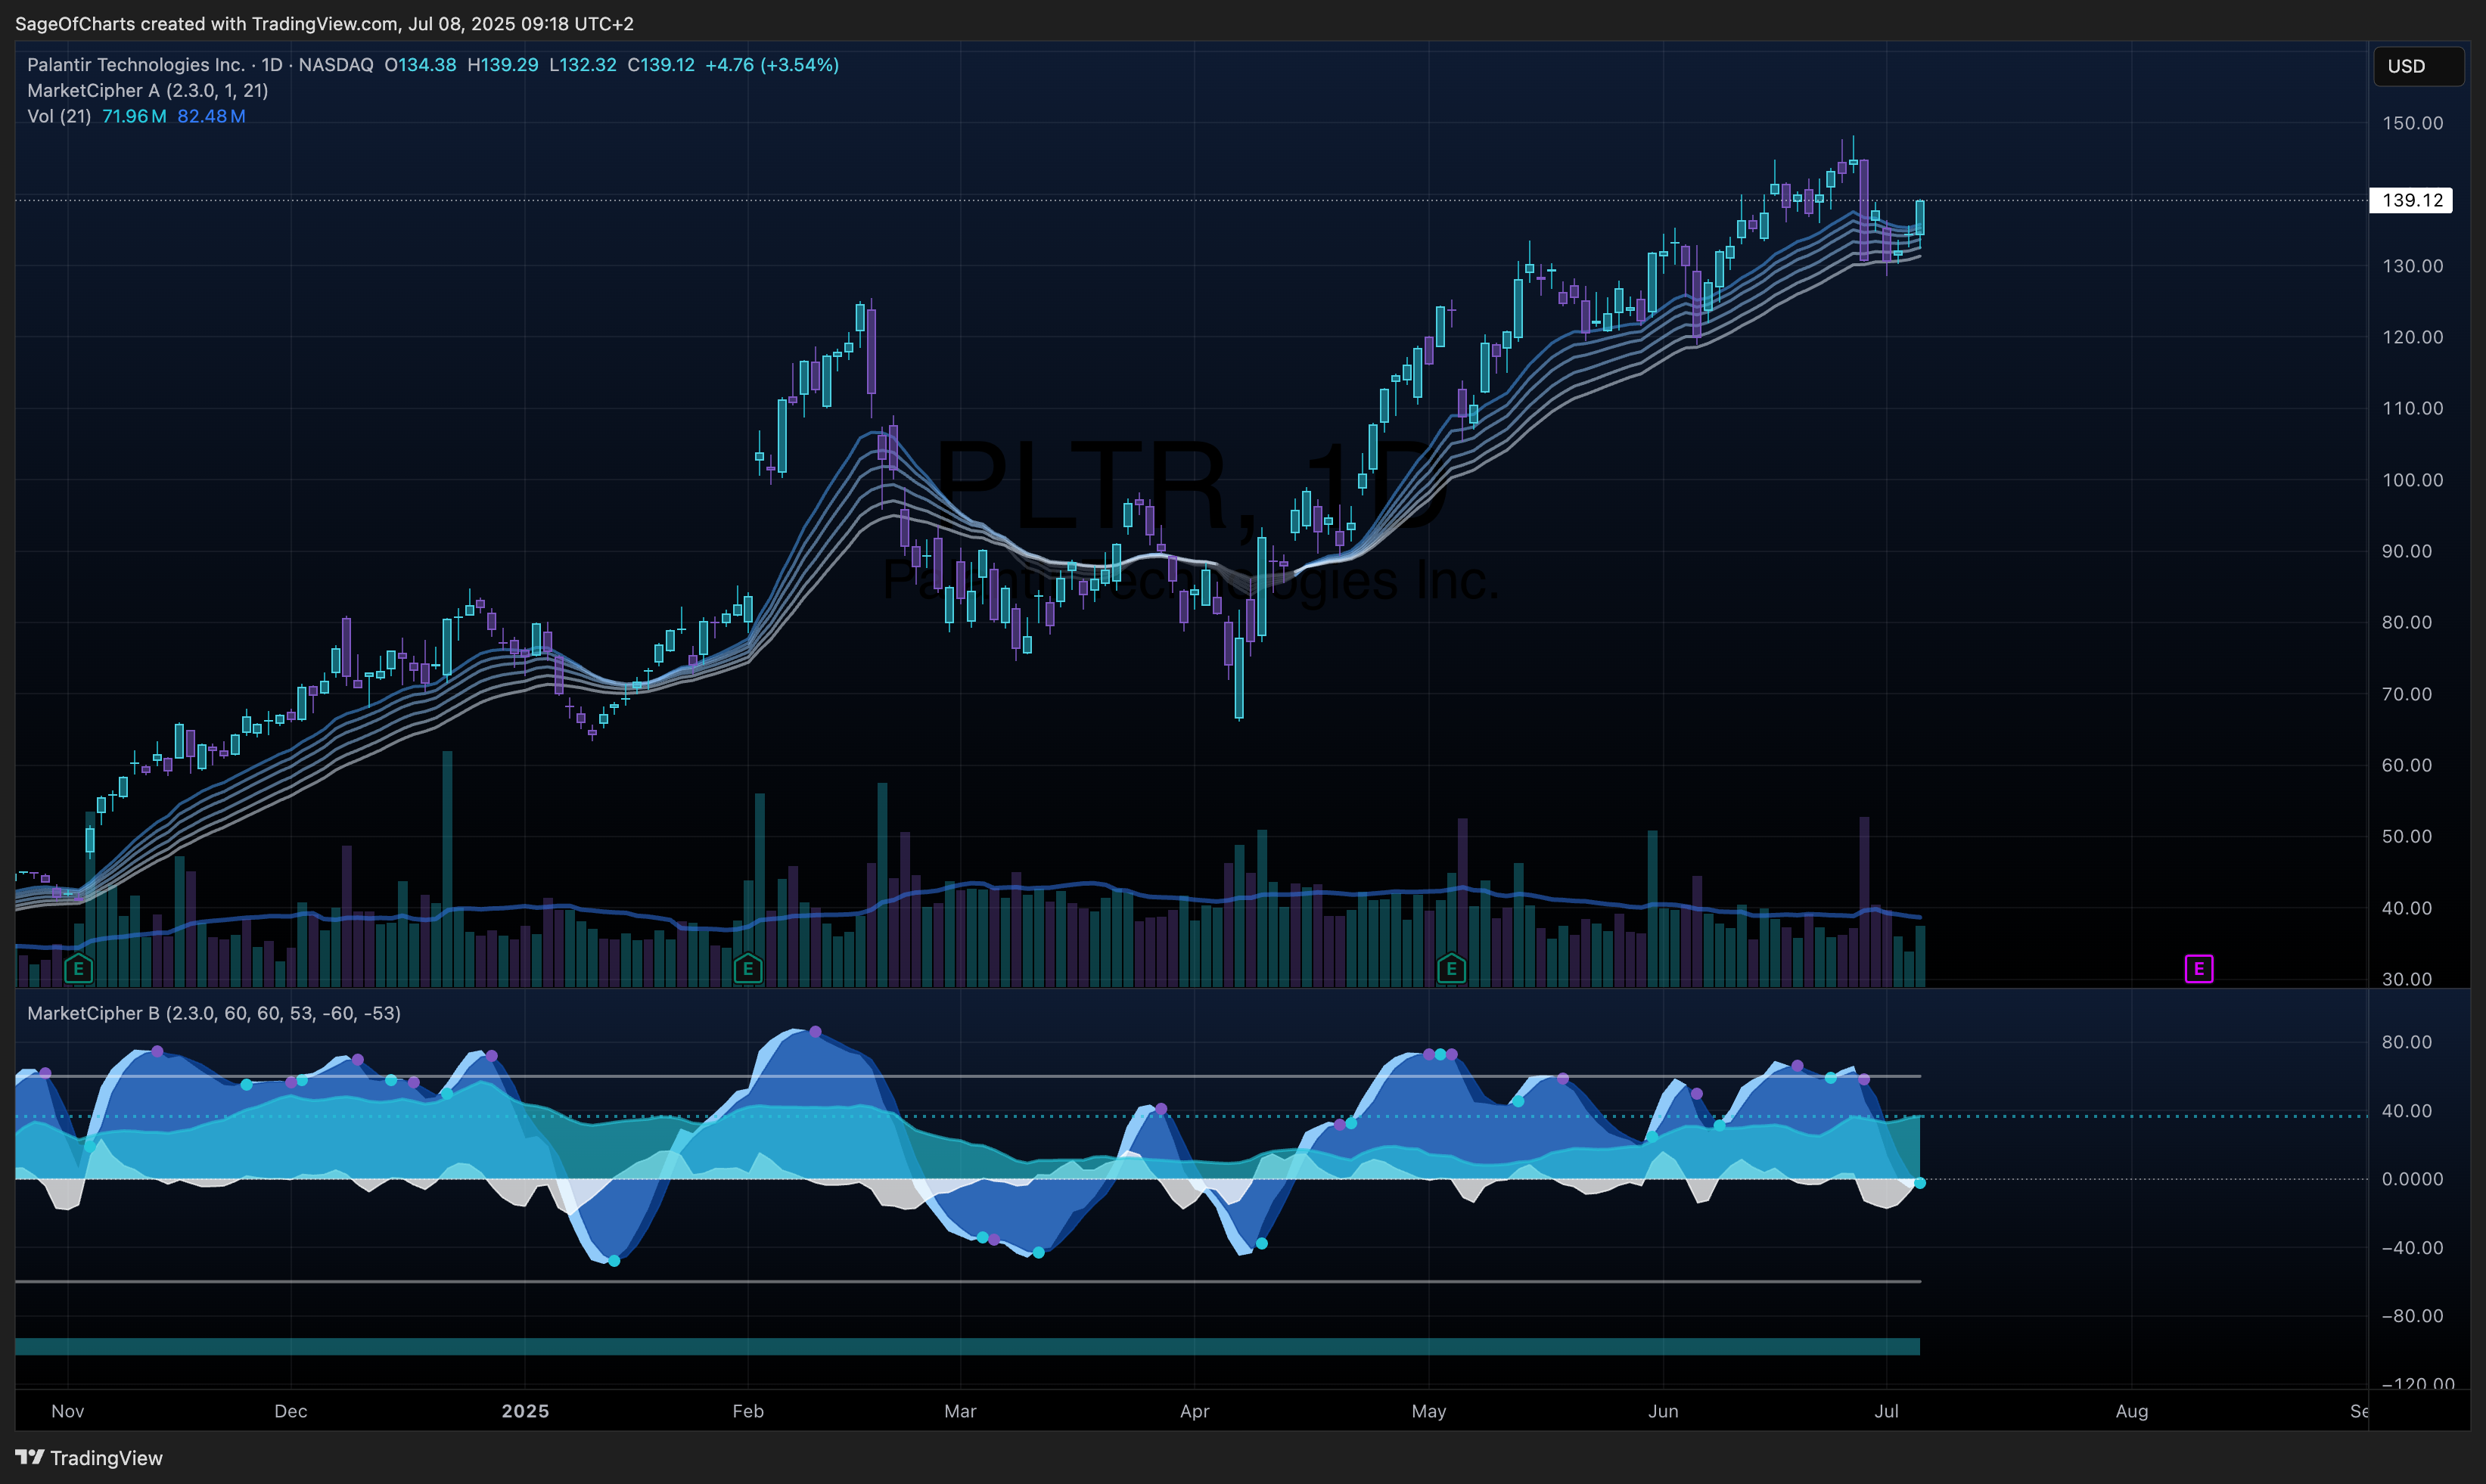 SageOfCharts created with TradingView.com, Jul 08, 2025 09:18 UTC+2
Palantir Technologies Inc. · 1D · NASDAQ O134.38 H139.29 L132.32 C139.12 +4.76 (+3.54%)
USD
MarketCipher A (2.3.0, 1, 21)
Vol (21) 71.96 M 82.48 M
150.00
139.12
130.00
120.00
110.00
PLTR, 1D
100.00
90.00
Palantir Technologies Inc.
80.00
70.00
60.00
50.00
40.00
E E E E
30.00
MarketCipher B (2.3.0, 60, 60, 53, -60, -53)
80.00
40.00
0.0000
−40.00
−80.00
−120.00
Nov Dec 2025 Feb Mar Apr May Jun Jul Aug Se
TradingView